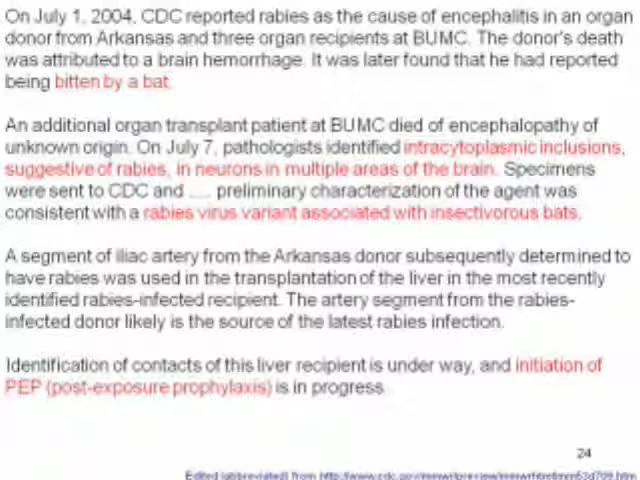 On July 1, 2004, CDC reported rabies as the cause of encephalitis in an organ
donor from Arkansas and three organ recipients at BUMC. The donor's death
was attributed to a brain hemorrhage. It was later found that he had reported
being bitten by a bat.
An additional organ transplant patient at BUMC died of encephalopathy of
unknown origin. On July 7, pathologists identified intracytoplasmic inclusions,
suggestive of rabies, in neurons in multiple areas of the brain. Specimens
were sent to CDC and .... preliminary characterization of the agent was
consistent with a rabies virus variant associated with insectivorous bats.
A segment of iliac artery from the Arkansas donor subsequently determined to
have rabies was used in the transplantation of the liver in the most recently
identified rabies-infected recipient. The artery segment from the rabies-
infected donor likely is the source of the latest rabies infection.
Identification of contacts of this liver recipient is under way, and initiation of
PEP (post-exposure prophylaxis) is in progress.
24
Edited (abbreviated) from